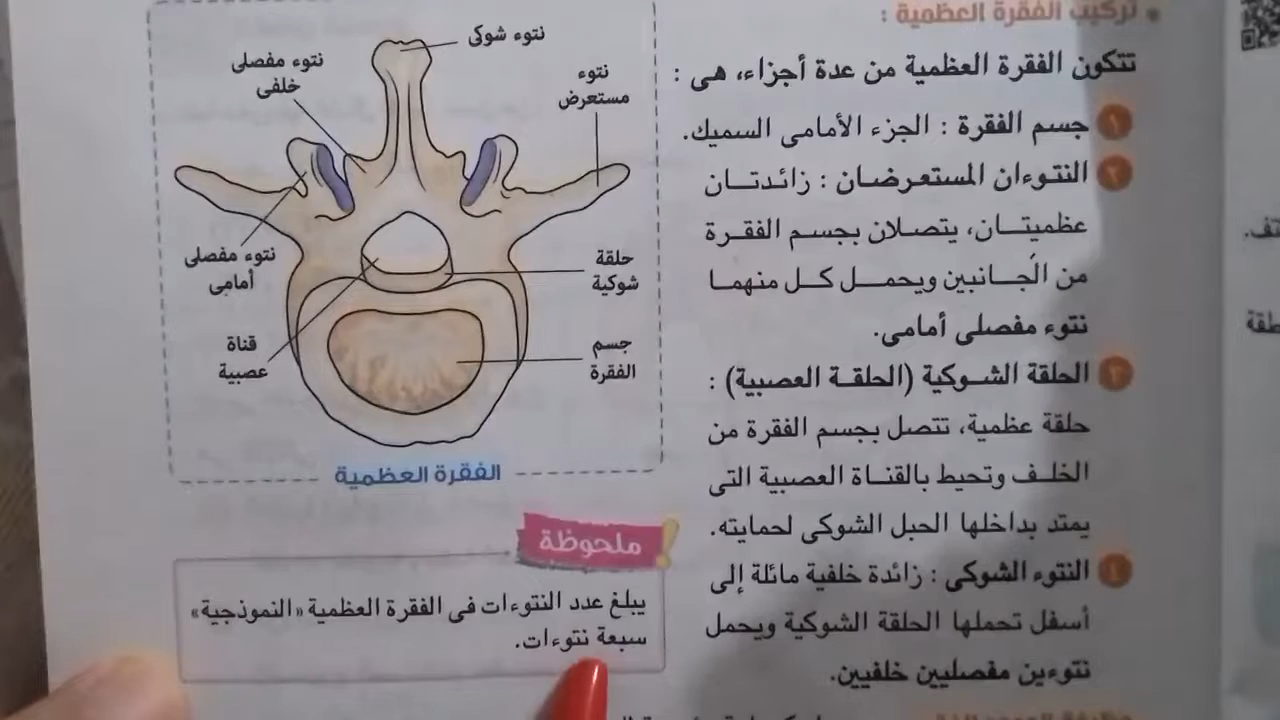 تركيب الفقرة العظمية :
تتكون الفقرة العظمية من عدة أجزاء، هى :
١ جسم الفقرة : الجزء الأمامى السميك.
٢ النتوءان المستعرضان : زائدتان
عظميتان، يتصلان بجسم الفقرة
من الجانبين ويحمل كل منهما
نتوء مفصلى أمامى.
٣ الحلقة الشوكية (الحلقة العصبية) :
حلقة عظمية، تتصل بجسم الفقرة من
الخلف وتحيط بالقناة العصبية التى
يمتد بداخلها الحبل الشوكى لحمايته.
٤ النتوء الشوكى : زائدة خلفية مائلة إلى
أسفل تحملها الحلقة الشوكية ويحمل
نتوءين مفصليين خلفيين.
نتوء شوكى
نتوء مفصلى
خلفى
نتوء
مستعرض
نتوء مفصلى
أمامى
حلقة
شوكية
قناة
عصبية
جسم
الفقرة
الفقرة العظمية
ملحوظة !
يبلغ عدد النتوءات فى الفقرة العظمية «النموذجية»
سبعة نتوءات.